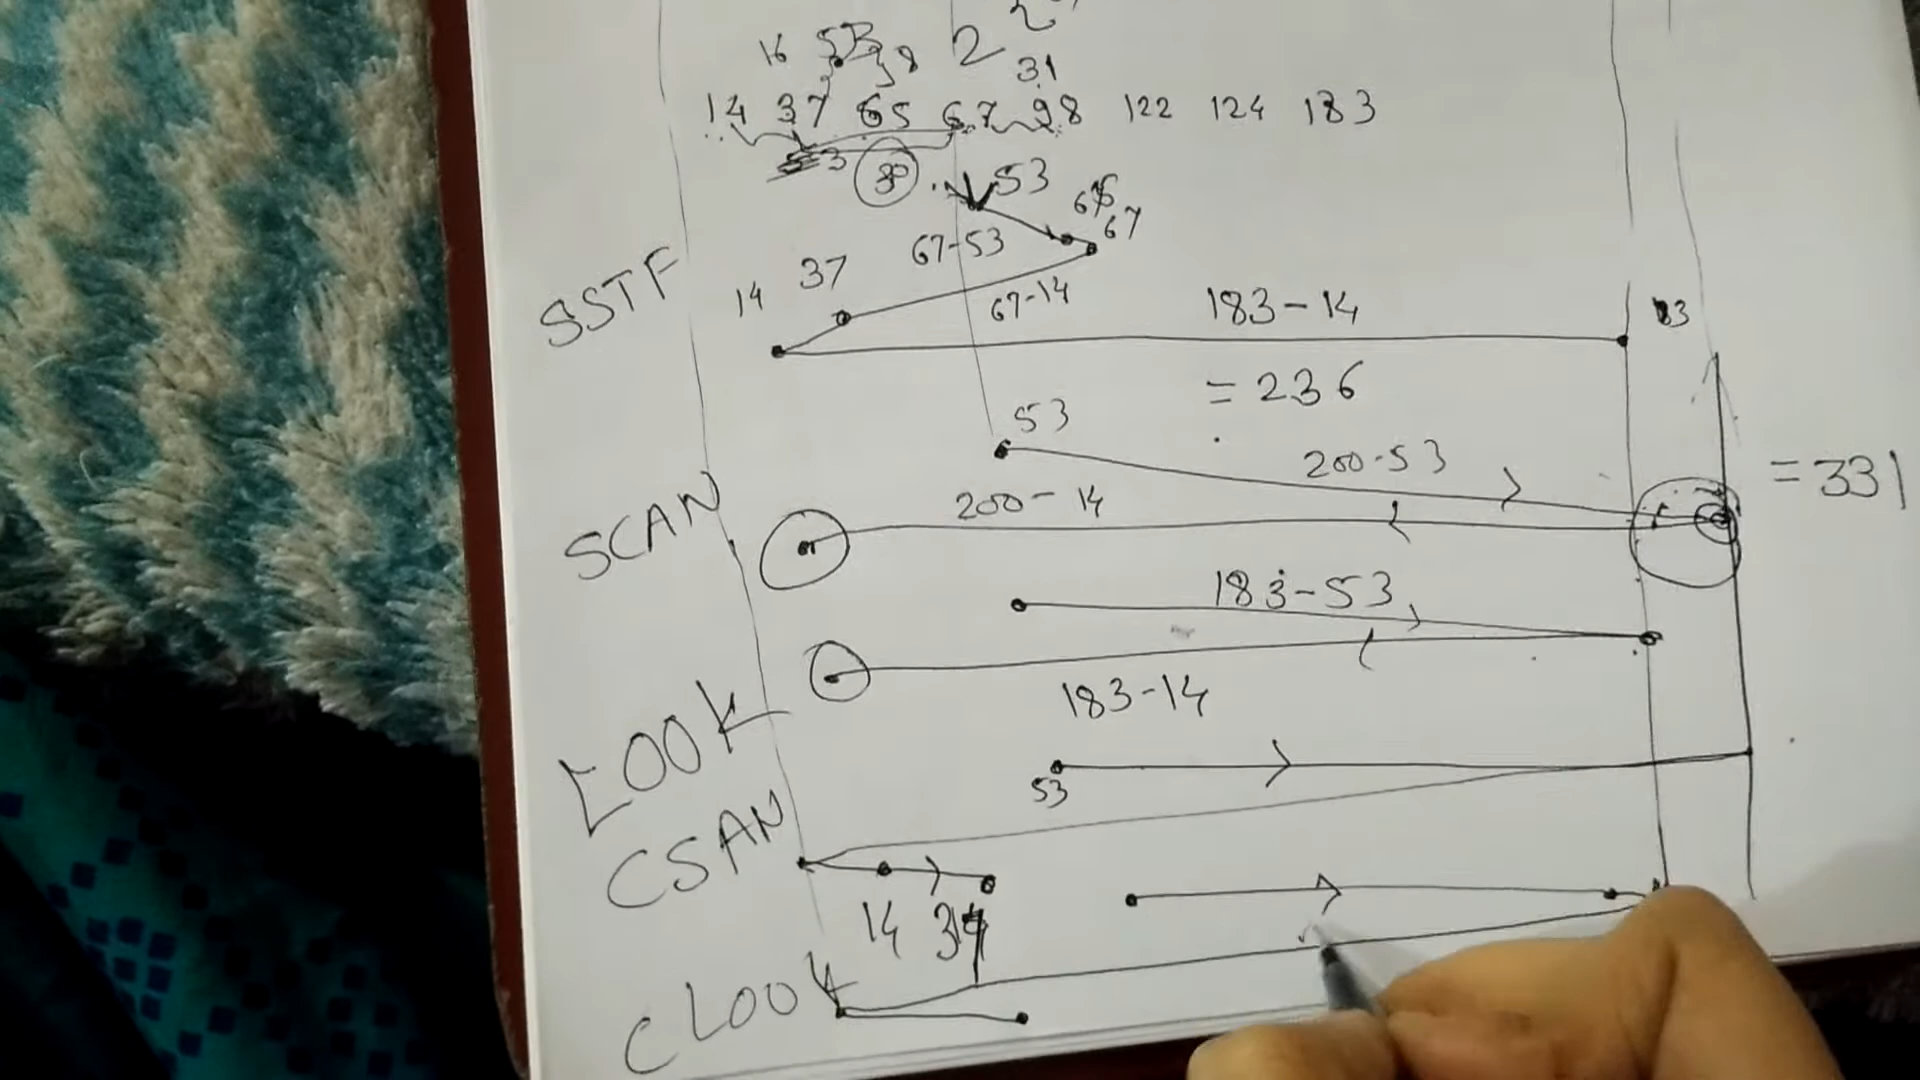 16 53 8 2
31
14 37 65 67 98 122 124 183
53
65
67
67-53
SSTF
14 37
67-14
183-14
= 236
53
200-53
= 331
SCAN
200-14
183-53
LOOK
183-14
53
CSAN
14
CLOOK